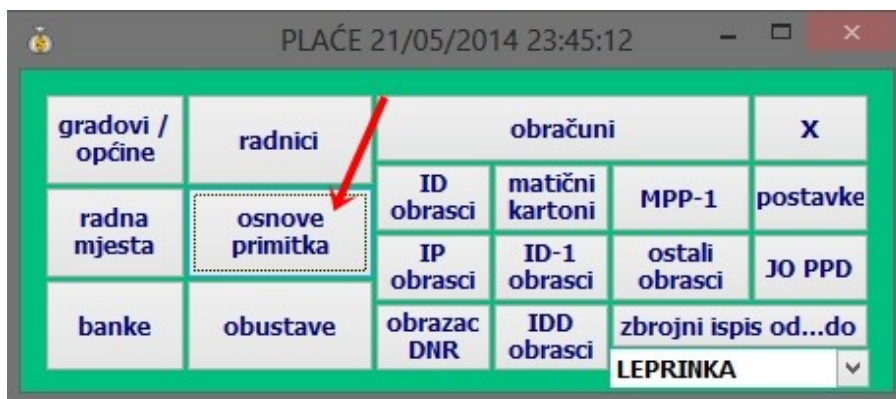 PLAĆE 21/05/2014 23:45:12
gradovi /
općine
radnici
obračuni
X
radna
mjesta
osnove
primitka
ID
obrasci
matični
kartoni
MPP-1
postavke
IP
obrasci
ID-1
obrasci
ostali
obrasci
JO PPD
banke
obustave
obrazac
DNR
IDD
obrasci
zbrojni ispis od...do
LEPRINKA